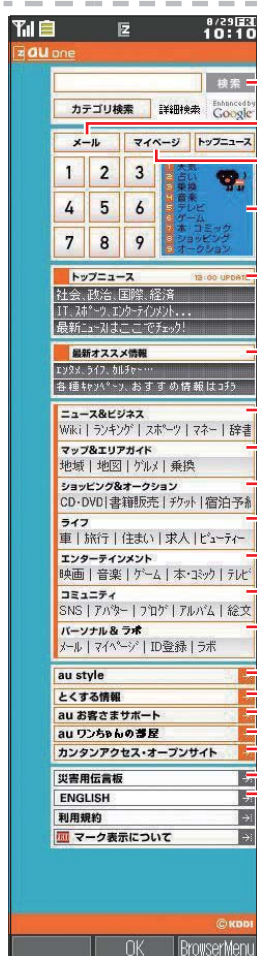 8/29 FRI
10:10
au one
検索
カテゴリ検索 詳細検索 Enhanced by Google
メール マイページ トップニュース
1 2 3
4 5 6
7 8 9
1 天気
2 占い
3 乗換
4 音楽
5 テレビ
6 ゲーム
7 本 コミック
8 ショッピング
9 オークション
トップニュース 12:00 UPDATE
社会、政治、国際、経済
IT、スポーツ、エンターテインメント...
最新ニュースはここでチェック!
最新オススメ情報
エンタメ、ライフ、カルチャー…
各種キャンペーン、おすすめ情報はコチラ
ニュース&ビジネス
Wiki | ランキング | スポーツ | マネー | 辞書
マップ&エリアガイド
地域 | 地図 | グルメ | 乗換
ショッピング&オークション
CD・DVD | 書籍販売 | チケット | 宿泊予約
ライフ
車 | 旅行 | 住まい | 求人 | ビューティー
エンターテインメント
映画 | 音楽 | ゲーム | 本・コミック | テレビ
コミュニティ
SNS | アバター | ブログ | アルバム | 絵文
パーソナル&ラボ
メール | マイページ | ID登録 | ラボ
au style
とくする情報
au お客さまサポート
au ワンちゃんの部屋
カンタンアクセス・オープンサイト
災害用伝言板
ENGLISH
利用規約
マーク表示について
© KDDI
OK BrowserMenu